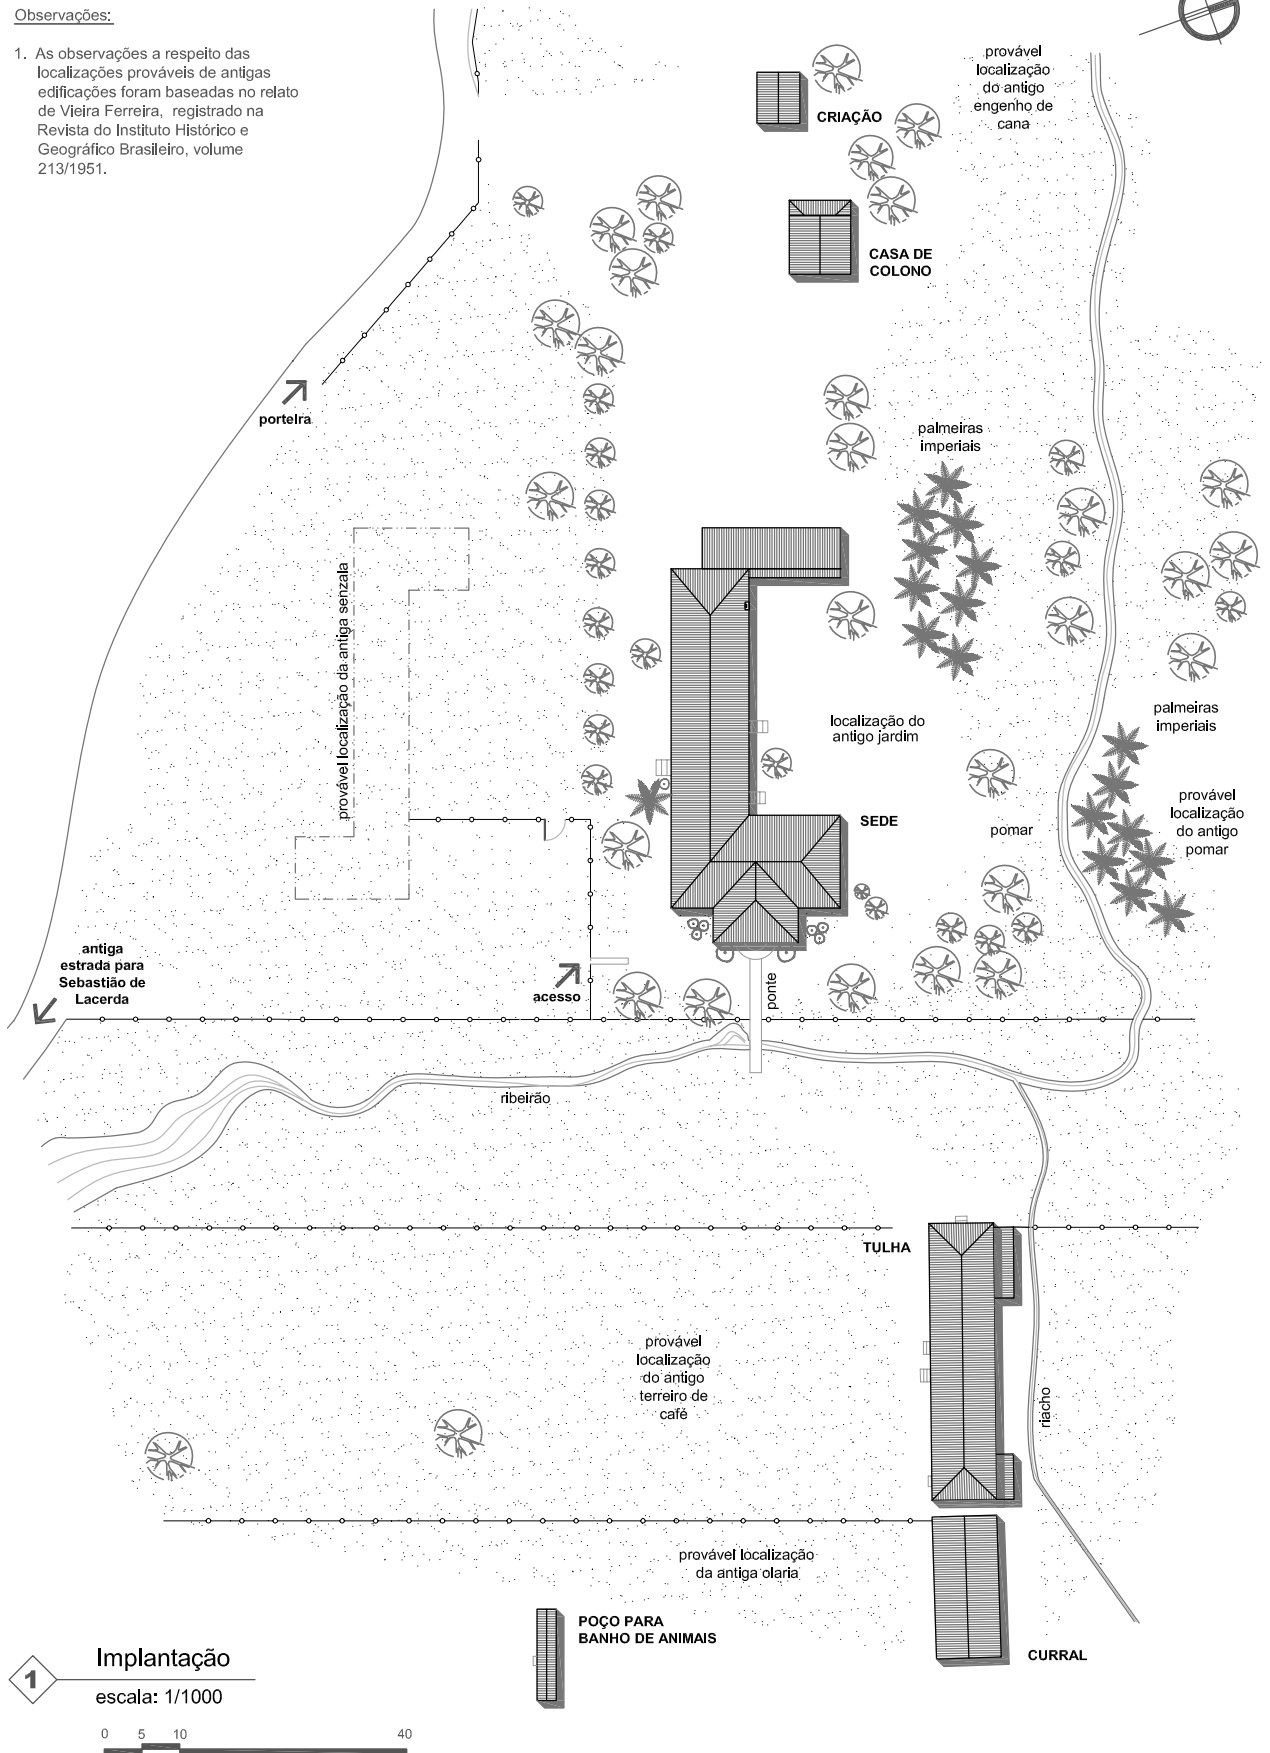 Observações:
1. As observações a respeito das
localizações prováveis de antigas
edificações foram baseadas no relato
de Vieira Ferreira, registrado na
Revista do Instituto Histórico e
Geográfico Brasileiro, volume
213/1951.
provável
localização
do antigo
engenho de
cana
CRIAÇÃO
CASA DE
COLONO
porteira
palmeiras
imperiais
provável localização da antiga senzala
localização do
antigo jardim
palmeiras
imperiais
SEDE
pomar
provável
localização
do antigo
pomar
antiga
estrada para
Sebastião de
Lacerda
acesso
ponte
ribeirão
TULHA
provável
localização
do antigo
terreiro de
café
riacho
provável localização
da antiga olaria
POÇO PARA
BANHO DE ANIMAIS
CURRAL
1
Implantação
escala: 1/1000
0 5 10 40